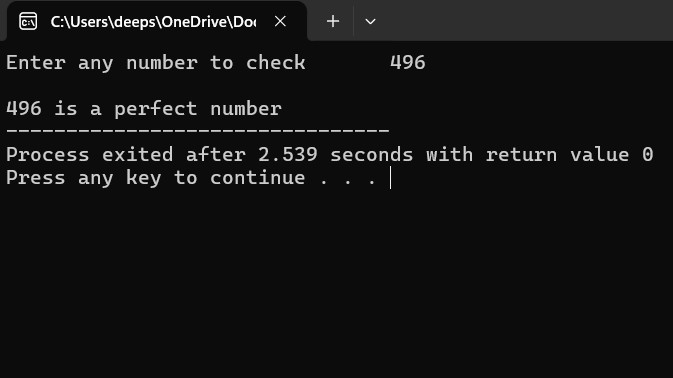 C:\Users\deeps\OneDrive\Doc
Enter any number to check 496
496 is a perfect number
--------------------------------
Process exited after 2.539 seconds with return value 0
Press any key to continue . . .